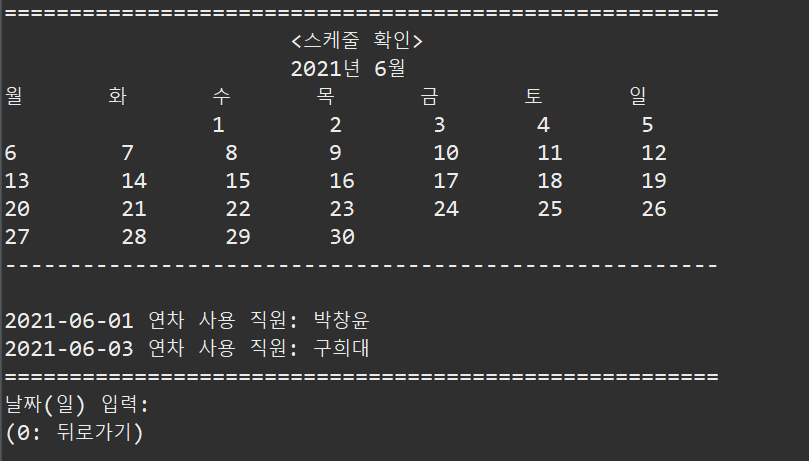 =======================================================
<스케줄 확인>
2021년 6월
월 화 수 목 금 토 일
1 2 3 4 5
6 7 8 9 10 11 12
13 14 15 16 17 18 19
20 21 22 23 24 25 26
27 28 29 30
-------------------------------------------------------
2021-06-01 연차 사용 직원: 박창윤
2021-06-03 연차 사용 직원: 구희대
=======================================================
날짜(일) 입력:
(0: 뒤로가기)